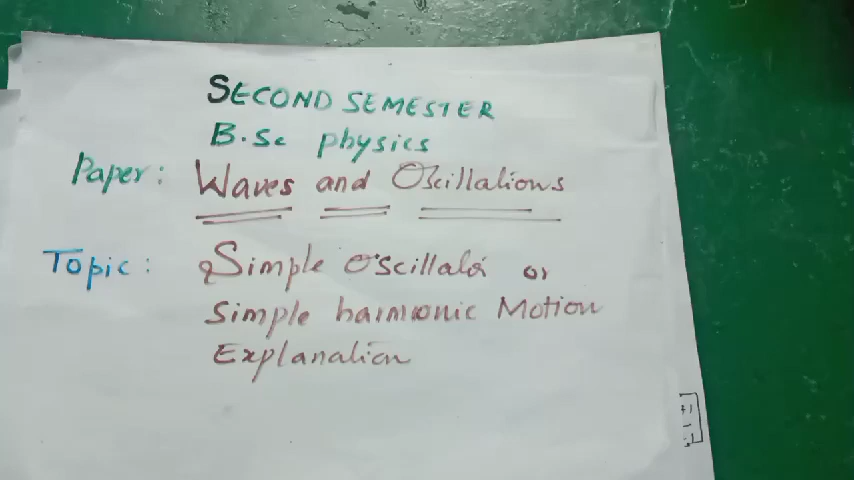 SECOND SEMESTER
B.Sc physics
Paper: Waves and Oscillations
Topic: Simple Oscillator or
Simple harmonic Motion
Explanation